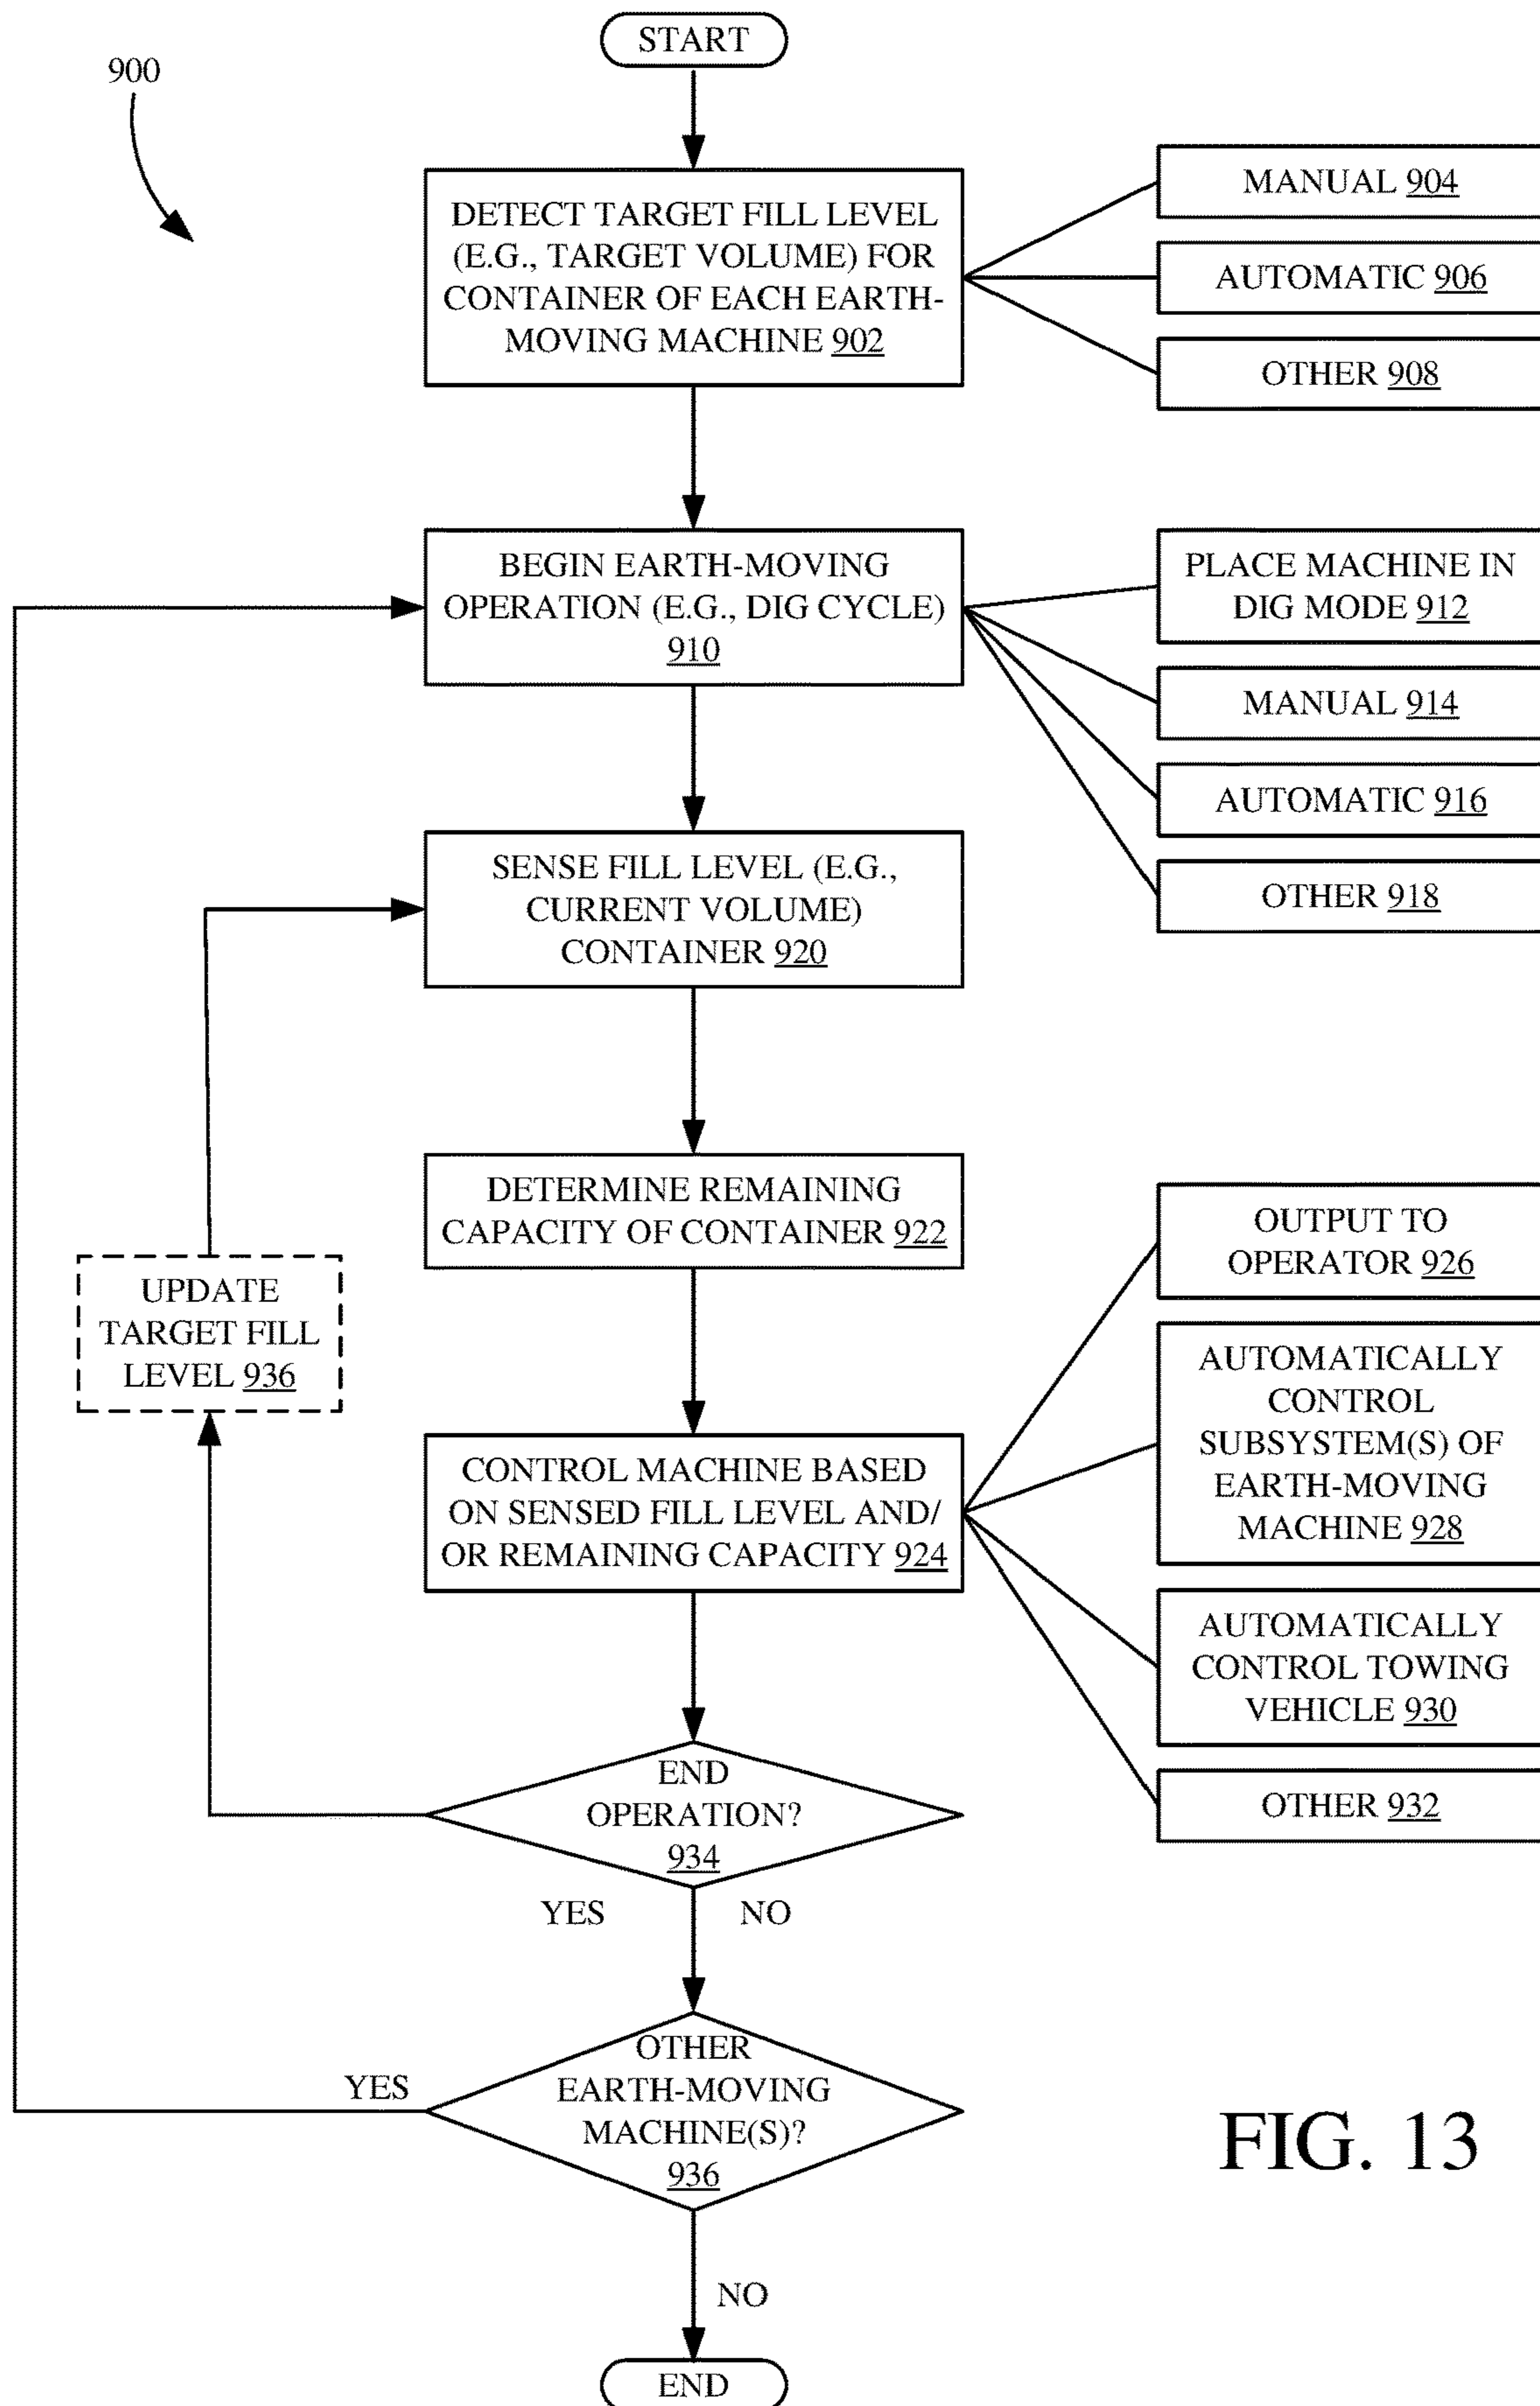 START
900
DETECT TARGET FILL LEVEL
(E.G., TARGET VOLUME) FOR
CONTAINER OF EACH EARTH-
MOVING MACHINE 902
MANUAL 904
AUTOMATIC 906
OTHER 908
BEGIN EARTH-MOVING
OPERATION (E.G., DIG CYCLE)
910
PLACE MACHINE IN
DIG MODE 912
MANUAL 914
AUTOMATIC 916
OTHER 918
SENSE FILL LEVEL (E.G.,
CURRENT VOLUME)
CONTAINER 920
DETERMINE REMAINING
CAPACITY OF CONTAINER 922
UPDATE
TARGET FILL
LEVEL 936
CONTROL MACHINE BASED
ON SENSED FILL LEVEL AND/
OR REMAINING CAPACITY 924
OUTPUT TO
OPERATOR 926
AUTOMATICALLY
CONTROL
SUBSYSTEM(S) OF
EARTH-MOVING
MACHINE 928
AUTOMATICALLY
CONTROL TOWING
VEHICLE 930
OTHER 932
END
OPERATION?
934
YES
NO
OTHER
EARTH-MOVING
MACHINE(S)?
936
YES
NO
END
FIG. 13